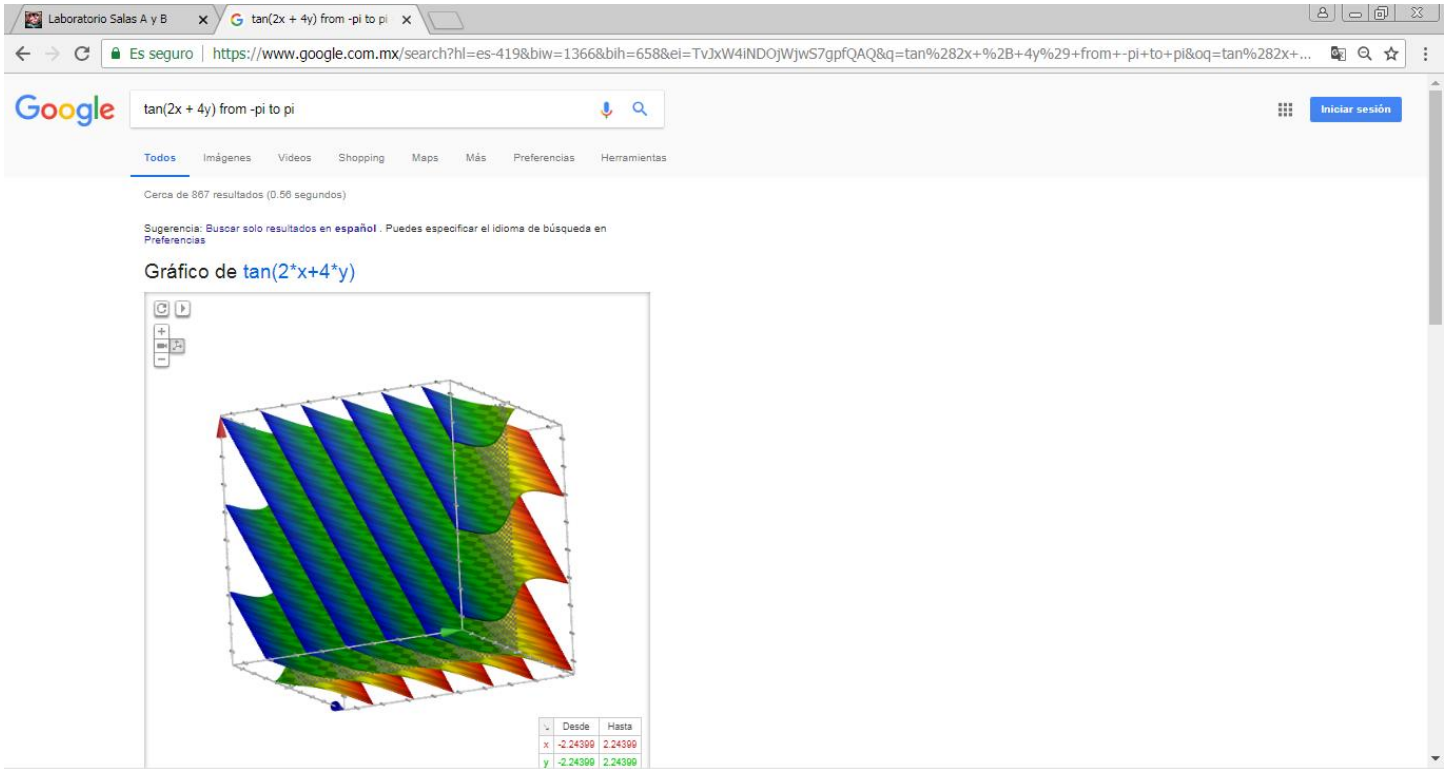 Laboratorio Salas A y B
tan(2x + 4y) from -pi to pi
Es seguro | https://www.google.com.mx/search?hl=es-419&biw=1366&bih=658&ei=TvJxW4iNDOjWjwS7gpfQAQ&q=tan%282x+%2B+4y%29+from+-pi+to+pi&oq=tan%282x+...
Google
tan(2x + 4y) from -pi to pi
Iniciar sesión
Todos Imágenes Videos Shopping Maps Más Preferencias Herramientas
Cerca de 867 resultados (0.56 segundos)
Sugerencia: Buscar solo resultados en español . Puedes especificar el idioma de búsqueda en
Preferencias
Gráfico de tan(2*x+4*y)
Desde Hasta
x -2.24399 2.24399
y -2.24399 2.24399